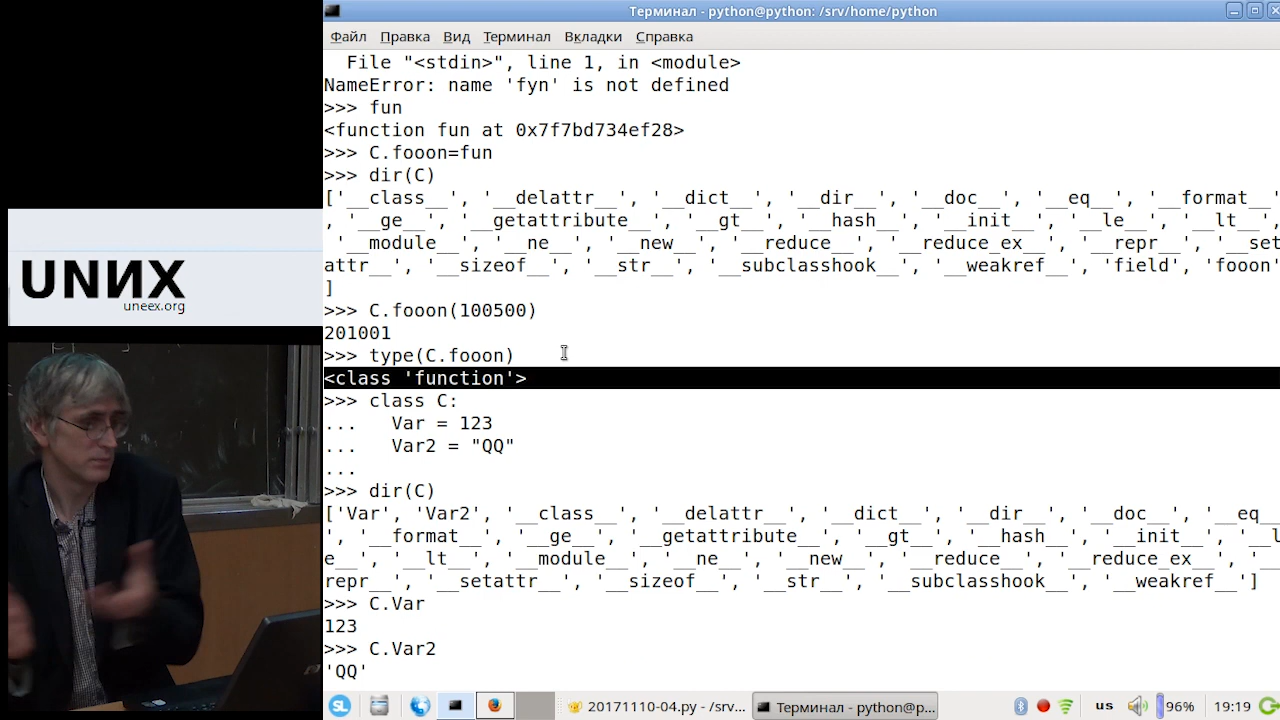 Терминал - python@python: /srv/home/python
Файл Правка Вид Терминал Вкладки Справка
File "<stdin>", line 1, in <module>
NameError: name 'fyn' is not defined
>>> fun
<function fun at 0x7f7bd734ef28>
>>> C.fooon=fun
>>> dir(C)
['__class__', '__delattr__', '__dict__', '__dir__', '__doc__', '__eq__', '__format__'
, '__ge__', '__getattribute__', '__gt__', '__hash__', '__init__', '__le__', '__lt__',
'__module__', '__ne__', '__new__', '__reduce__', '__reduce_ex__', '__repr__', '__set
attr__', '__sizeof__', '__str__', '__subclasshook__', '__weakref__', 'field', 'fooon'
]
>>> C.fooon(100500)
201001
>>> type(C.fooon)
<class 'function'>
>>> class C:
...   Var = 123
...   Var2 = "QQ"
...
>>> dir(C)
['Var', 'Var2', '__class__', '__delattr__', '__dict__', '__dir__', '__doc__', '__eq__
', '__format__', '__ge__', '__getattribute__', '__gt__', '__hash__', '__init__', '__l
e__', '__lt__', '__module__', '__ne__', '__new__', '__reduce__', '__reduce_ex__', '__
repr__', '__setattr__', '__sizeof__', '__str__', '__subclasshook__', '__weakref__']
>>> C.Var
123
>>> C.Var2
'QQ'
UNИX
uneex.org
SL
20171110-04.py - /srv...
Терминал - python@p...
us
96%
19:19